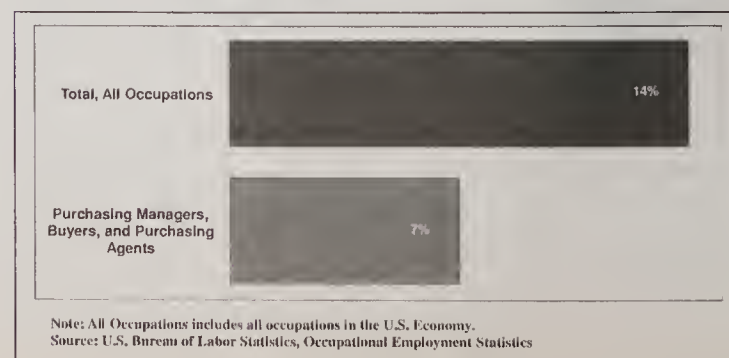 Total, All Occupations
14%
Purchasing Managers,
Buyers, and Purchasing
Agents
7%
Note: All Occupations includes all occupations in the U.S. Economy.
Source: U.S. Bureau of Labor Statistics, Occupational Employment Statistics